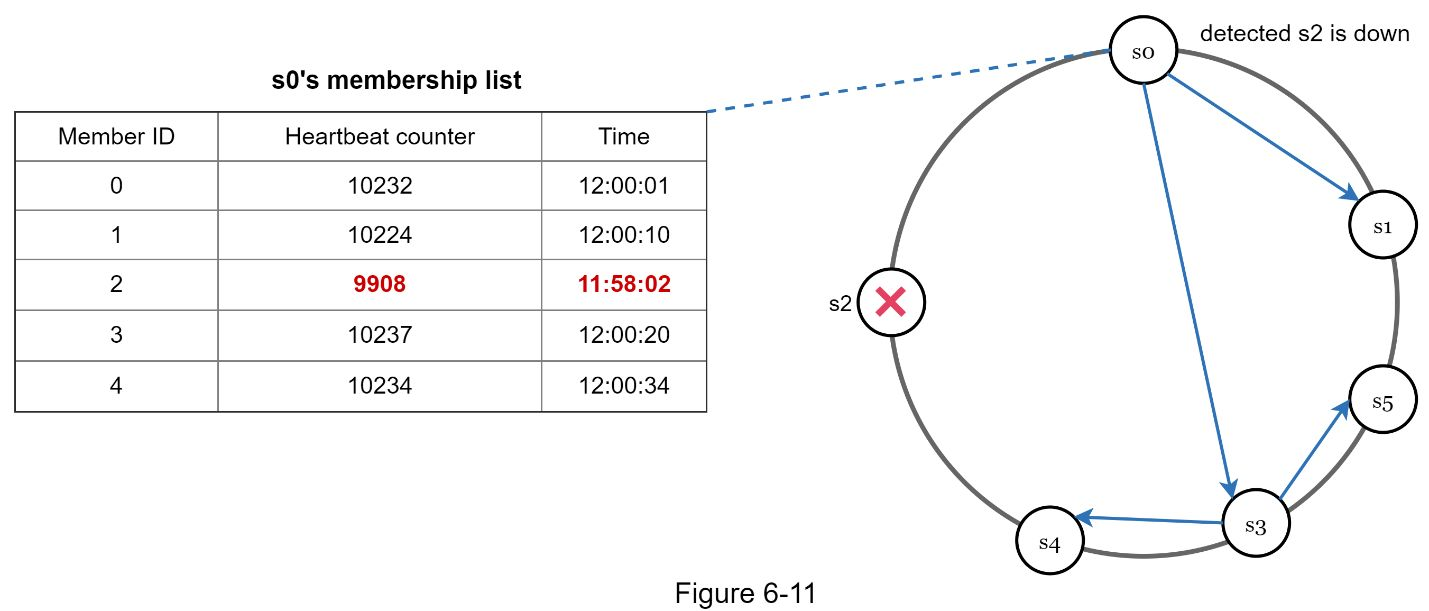 detected s2 is down
s0's membership list
Member ID Heartbeat counter Time
0 10232 12:00:01
1 10224 12:00:10
2 9908 11:58:02
3 10237 12:00:20
4 10234 12:00:34
s0
s1
s2
s5
s3
s4
Figure 6-11